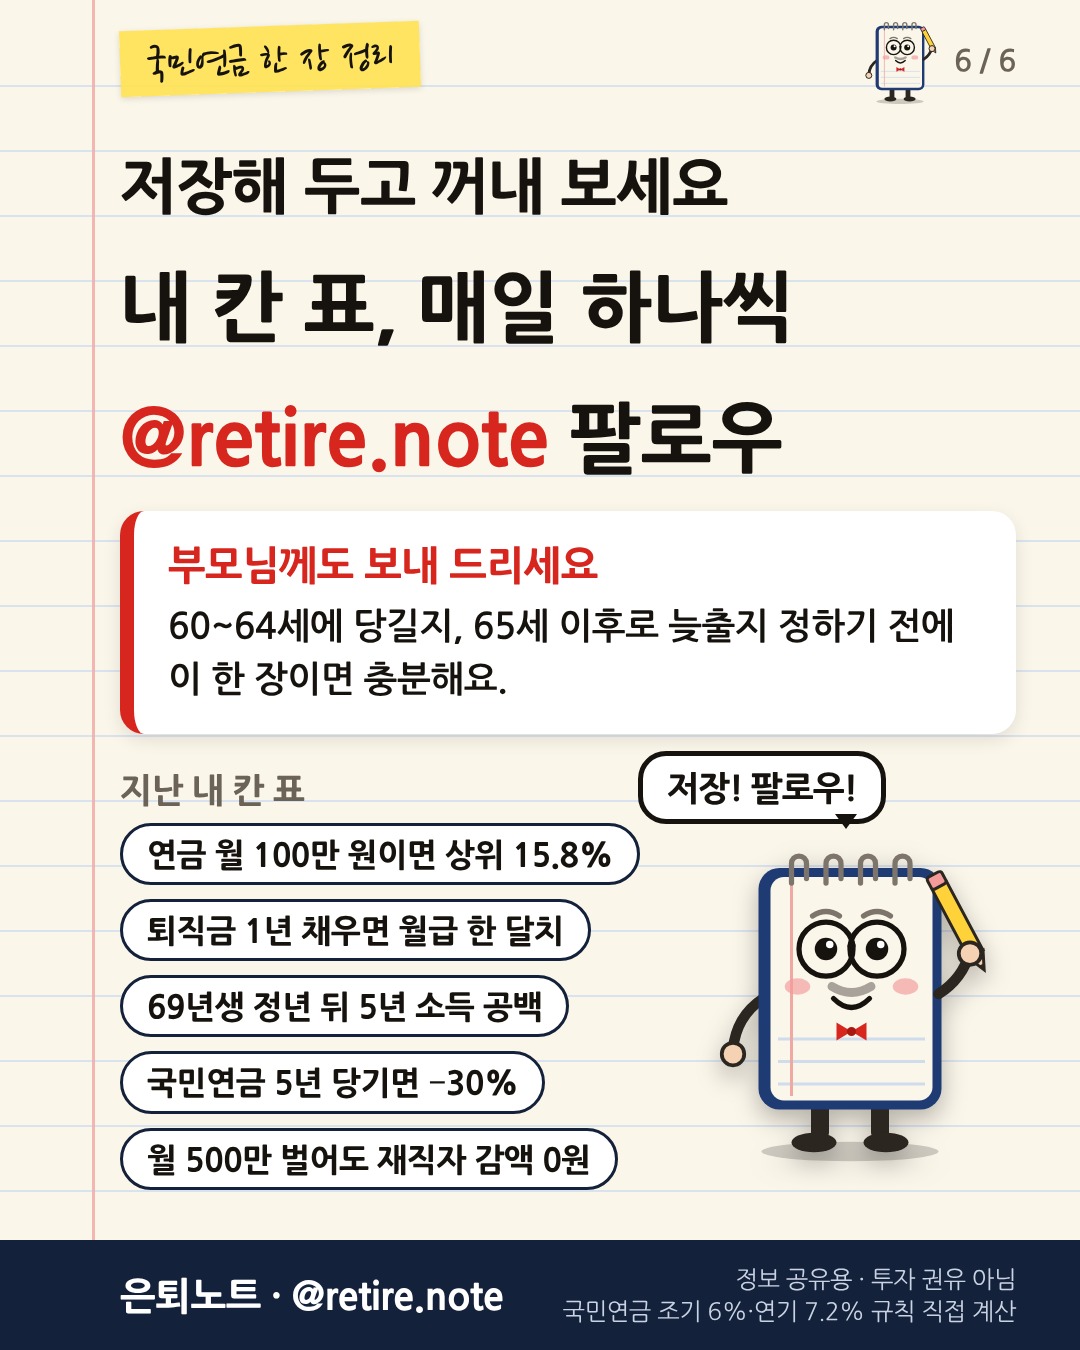 국민연금 한 장 정리
6 / 6
저장해 두고 꺼내 보세요
내 칸 표, 매일 하나씩
@retire.note 팔로우
부모님께도 보내 드리세요
60~64세에 당길지, 65세 이후로 늦출지 정하기 전에
이 한 장이면 충분해요.
지난 내 칸 표
저장! 팔로우!
연금 월 100만 원이면 상위 15.8%
퇴직금 1년 채우면 월급 한 달치
69년생 정년 뒤 5년 소득 공백
국민연금 5년 당기면 −30%
월 500만 벌어도 재직자 감액 0원
은퇴노트 · @retire.note
정보 공유용 · 투자 권유 아님
국민연금 조기 6%·연기 7.2% 규칙 직접 계산